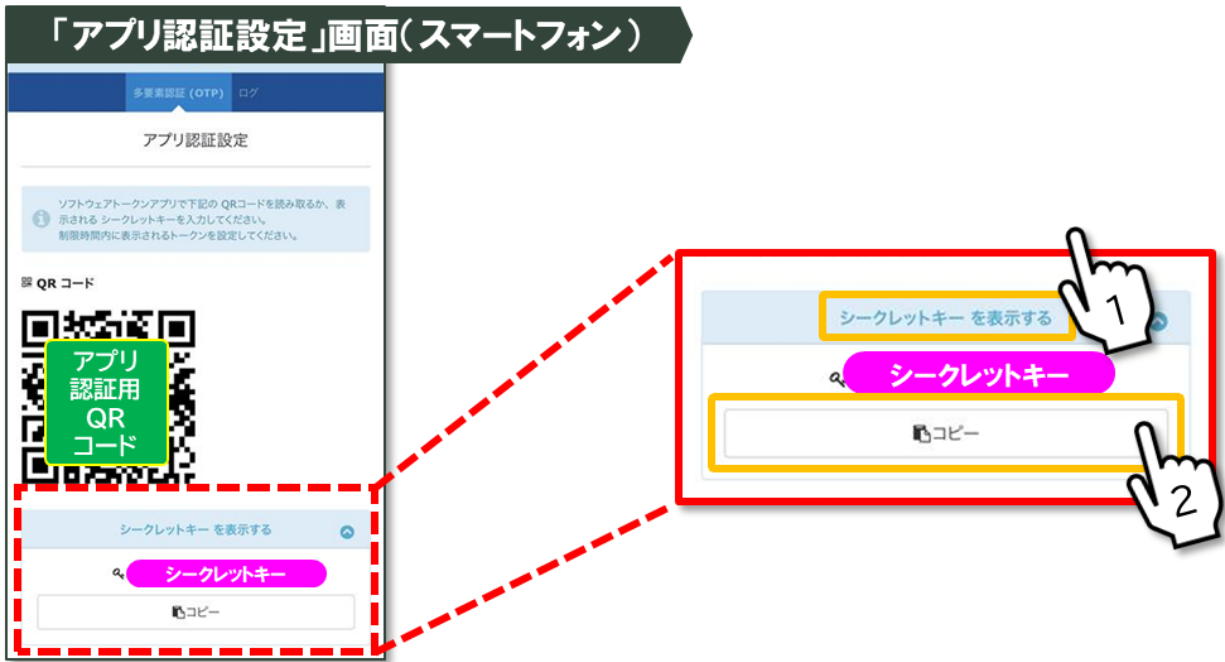 「アプリ認証設定」画面(スマートフォン)
多要素認証 (OTP) ログ
アプリ認証設定
ソフトウェアトークンアプリで下記の QRコードを読み取るか、表
示される シークレットキーを入力してください。
制限時間内に表示されるトークンを設定してください。
QR コード
アプリ
認証用
QR
コード
シークレットキー を表示する
シークレットキー
コピー
シークレットキー を表示する
1
シークレットキー
コピー
2